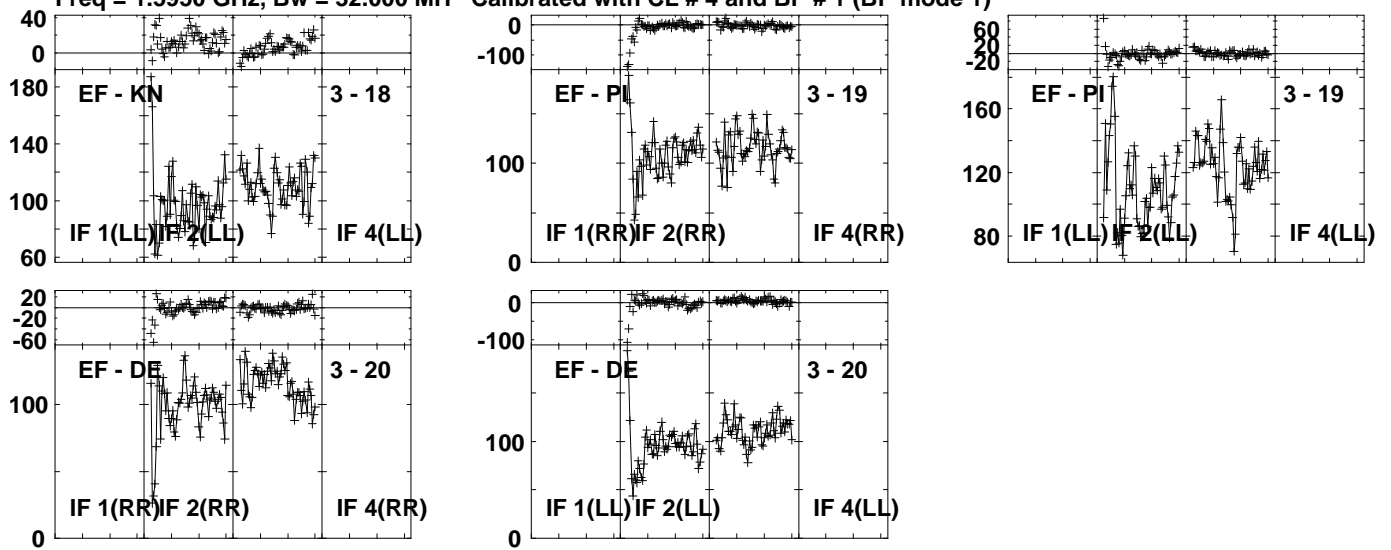 Freq = 1.5950 GHz, Bw = 32.000 MH Calibrated with CL # 4 and BP # 1 (BP mode 1)
40
0
180
140
100
60
EF - KN
3 - 18
IF 1(LL)
IF 2(LL)
IF 4(LL)
0
-100
100
0
EF - PI
3 - 19
IF 1(RR)
IF 2(RR)
IF 4(RR)
60
20
-20
160
120
80
EF - PI
3 - 19
IF 1(LL)
IF 2(LL)
IF 4(LL)
20
-20
-60
100
0
EF - DE
3 - 20
IF 1(RR)
IF 2(RR)
IF 4(RR)
0
-100
100
0
EF - DE
3 - 20
IF 1(LL)
IF 2(LL)
IF 4(LL)